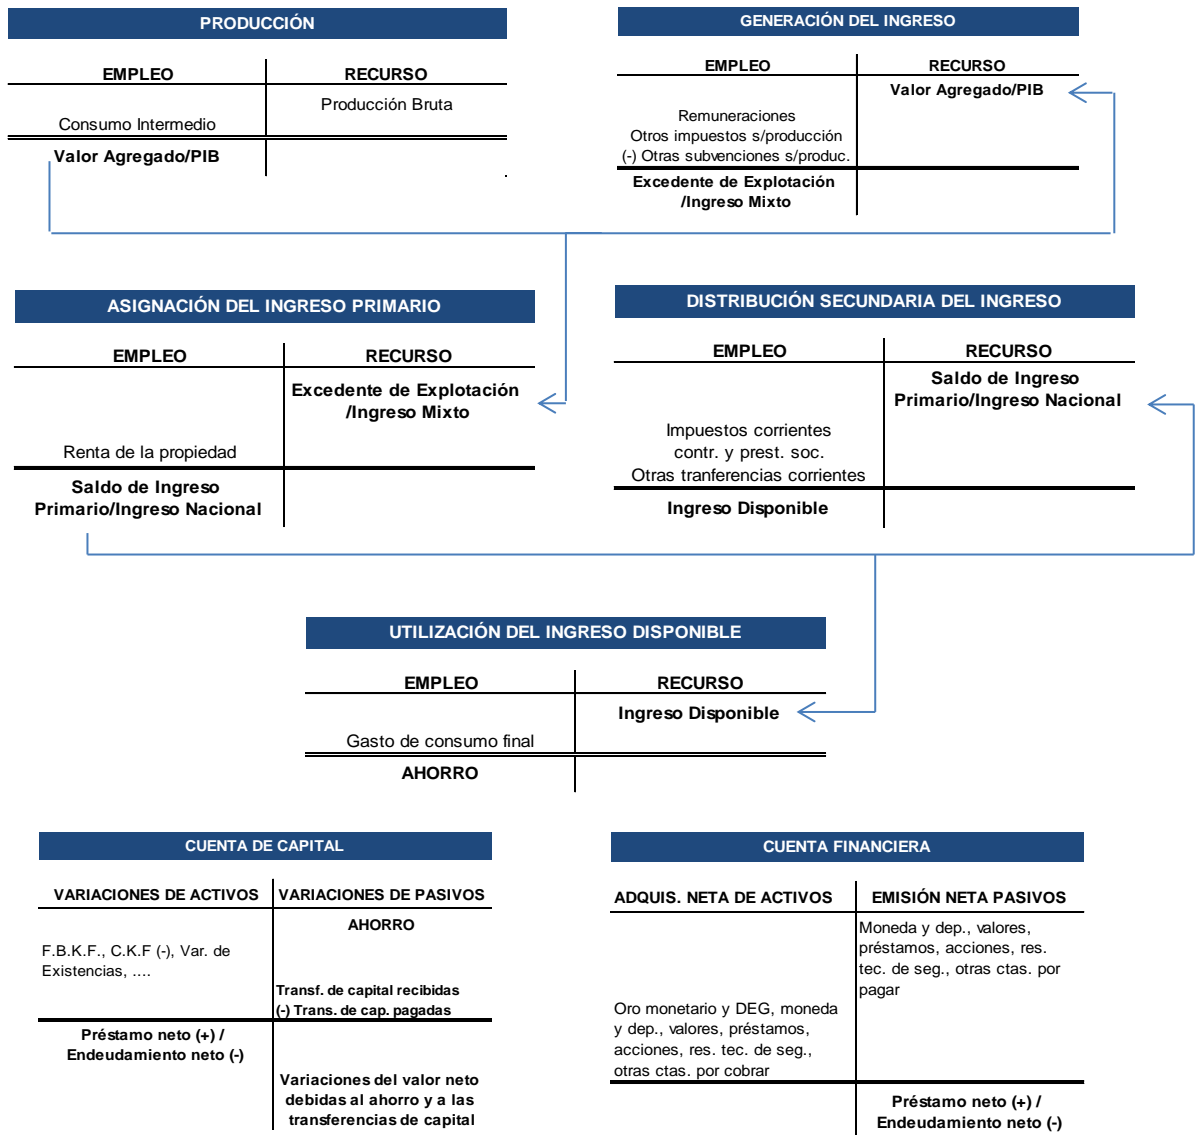 PRODUCCIÓN
EMPLEO
RECURSO
Producción Bruta
Consumo Intermedio
Valor Agregado/PIB
GENERACIÓN DEL INGRESO
EMPLEO
RECURSO
Valor Agregado/PIB
Remuneraciones
Otros impuestos s/producción
(-) Otras subvenciones s/produc.
Excedente de Explotación
/Ingreso Mixto
ASIGNACIÓN DEL INGRESO PRIMARIO
EMPLEO
RECURSO
Excedente de Explotación
/Ingreso Mixto
Renta de la propiedad
Saldo de Ingreso
Primario/Ingreso Nacional
DISTRIBUCIÓN SECUNDARIA DEL INGRESO
EMPLEO
RECURSO
Saldo de Ingreso
Primario/Ingreso Nacional
Impuestos corrientes
contr. y prest. soc.
Otras tranferencias corrientes
Ingreso Disponible
UTILIZACIÓN DEL INGRESO DISPONIBLE
EMPLEO
RECURSO
Ingreso Disponible
Gasto de consumo final
AHORRO
CUENTA DE CAPITAL
VARIACIONES DE ACTIVOS
VARIACIONES DE PASIVOS
AHORRO
F.B.K.F., C.K.F (-), Var. de
Existencias, ....
Transf. de capital recibidas
(-) Trans. de cap. pagadas
Préstamo neto (+) /
Endeudamiento neto (-)
Variaciones del valor neto
debidas al ahorro y a las
transferencias de capital
CUENTA FINANCIERA
ADQUIS. NETA DE ACTIVOS
EMISIÓN NETA PASIVOS
Moneda y dep., valores,
préstamos, acciones, res.
tec. de seg., otras ctas. por
pagar
Oro monetario y DEG, moneda
y dep., valores, préstamos,
acciones, res. tec. de seg.,
otras ctas. por cobrar
Préstamo neto (+) /
Endeudamiento neto (-)